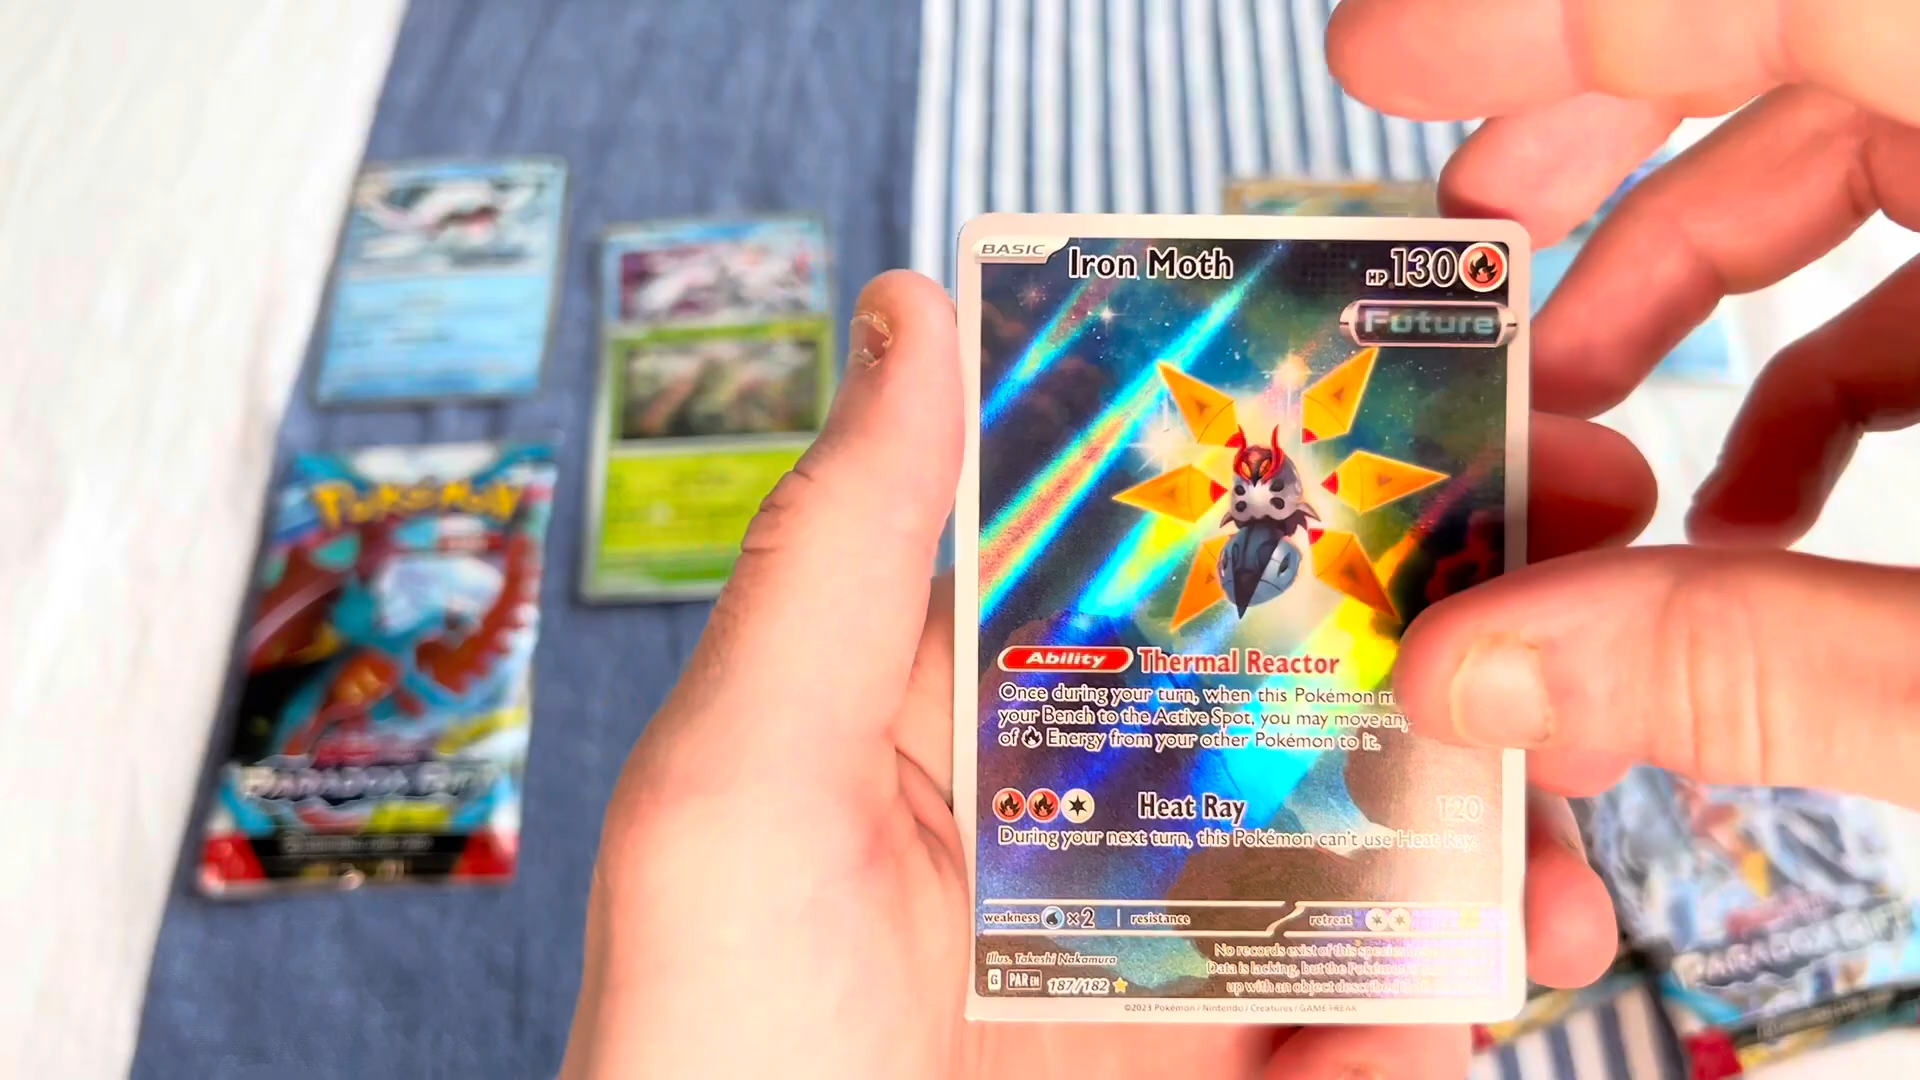 BASIC Iron Moth HP 130
Future
Ability Thermal Reactor
Once during your turn, when this Pokémon m
your Bench to the Active Spot, you may move any
of Energy from your other Pokémon to it.
Heat Ray 120
During your next turn, this Pokémon can't use Heat Ray.
weakness ×2 resistance retreat
Illus. Takeshi Nakamura
No records exist of this species
Data is lacking, but the Pokémon
up with an object described
G PAR EN 187/182
©2023 Pokémon / Nintendo / Creatures / GAME FREAK
POKÉMON
PARADOX RIFT
PARADOX RIFT